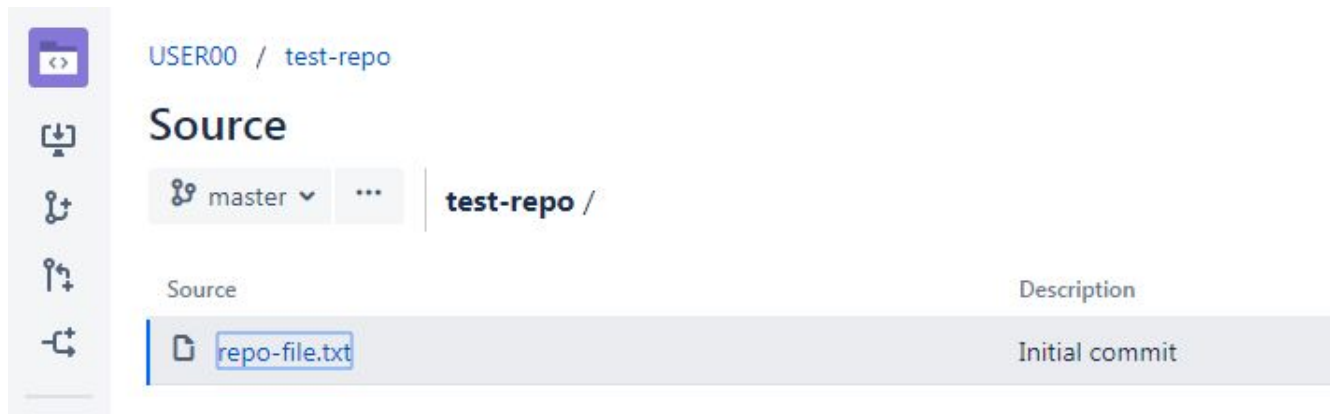 USER00 / test-repo
Source
master ...
test-repo /
Source Description
repo-file.txt Initial commit